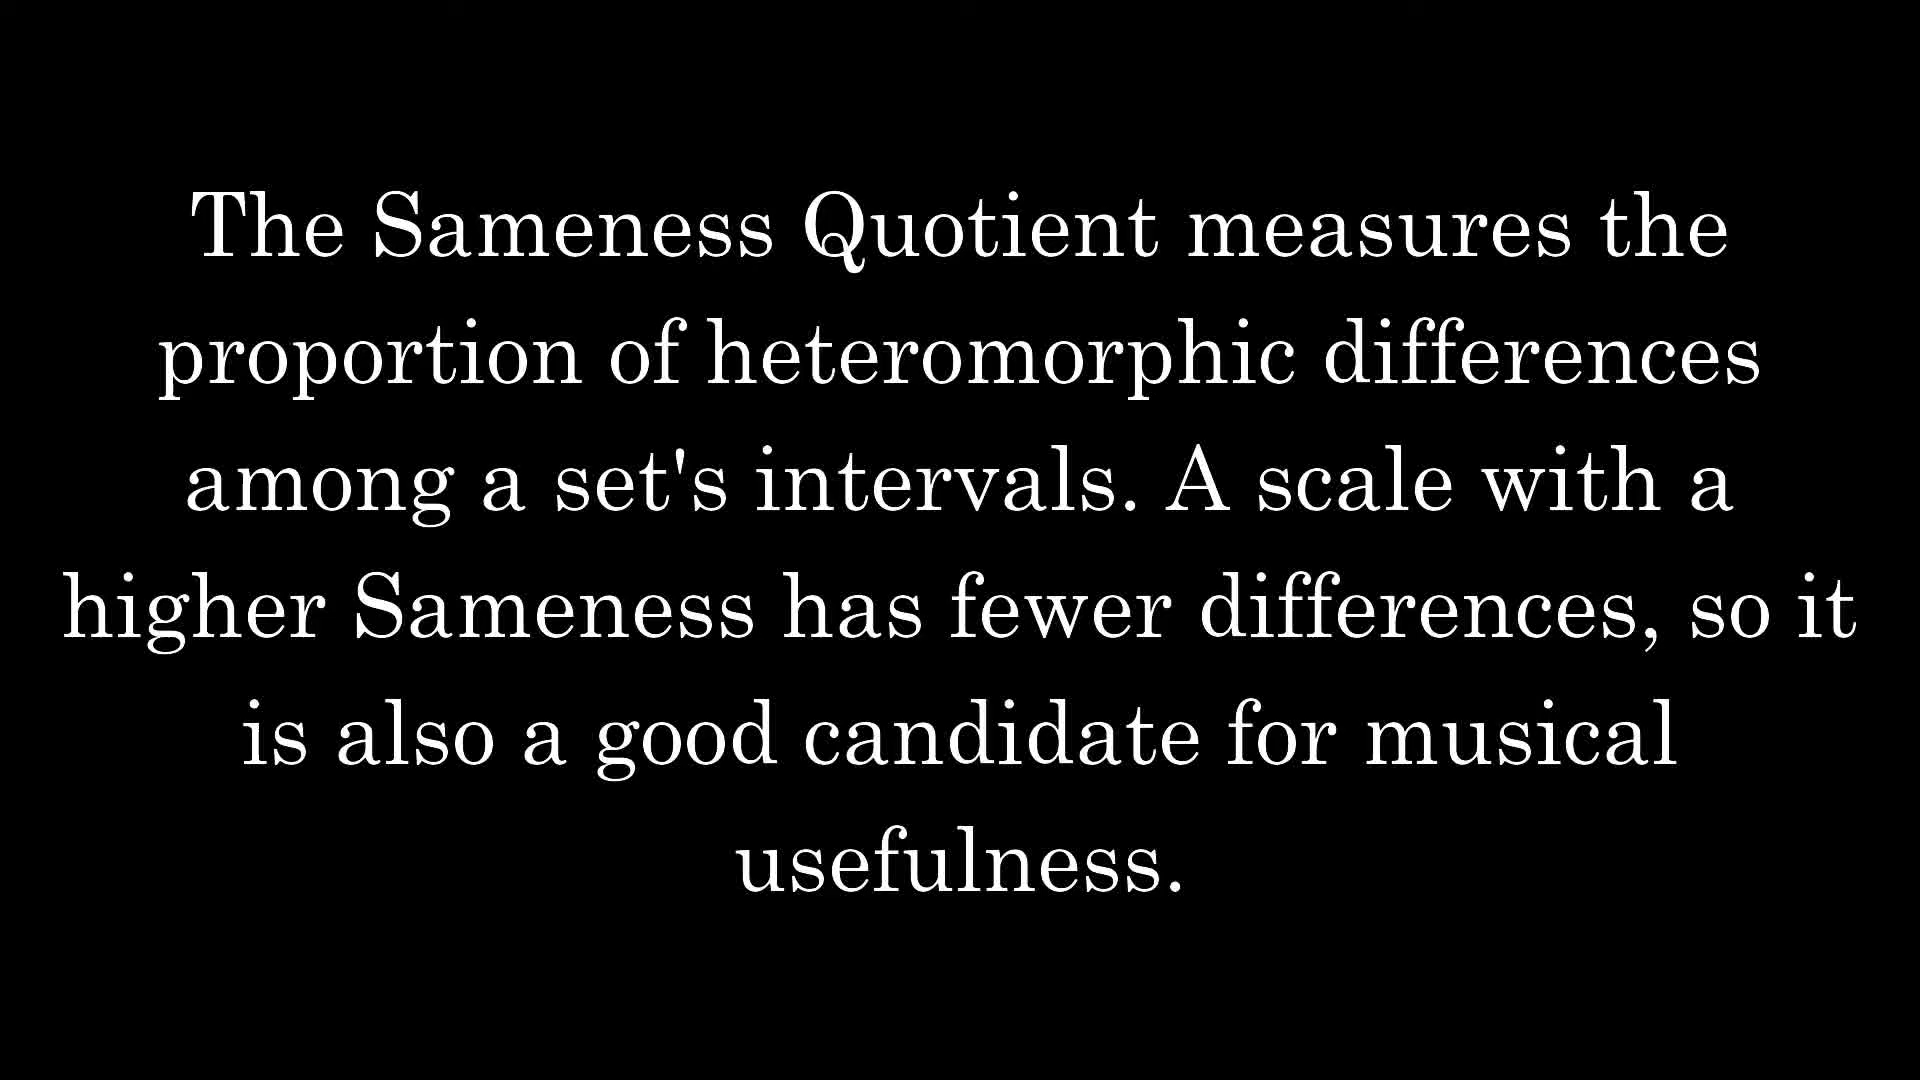 The Sameness Quotient measures the
proportion of heteromorphic differences
among a set's intervals. A scale with a
higher Sameness has fewer differences, so it
is also a good candidate for musical
usefulness.